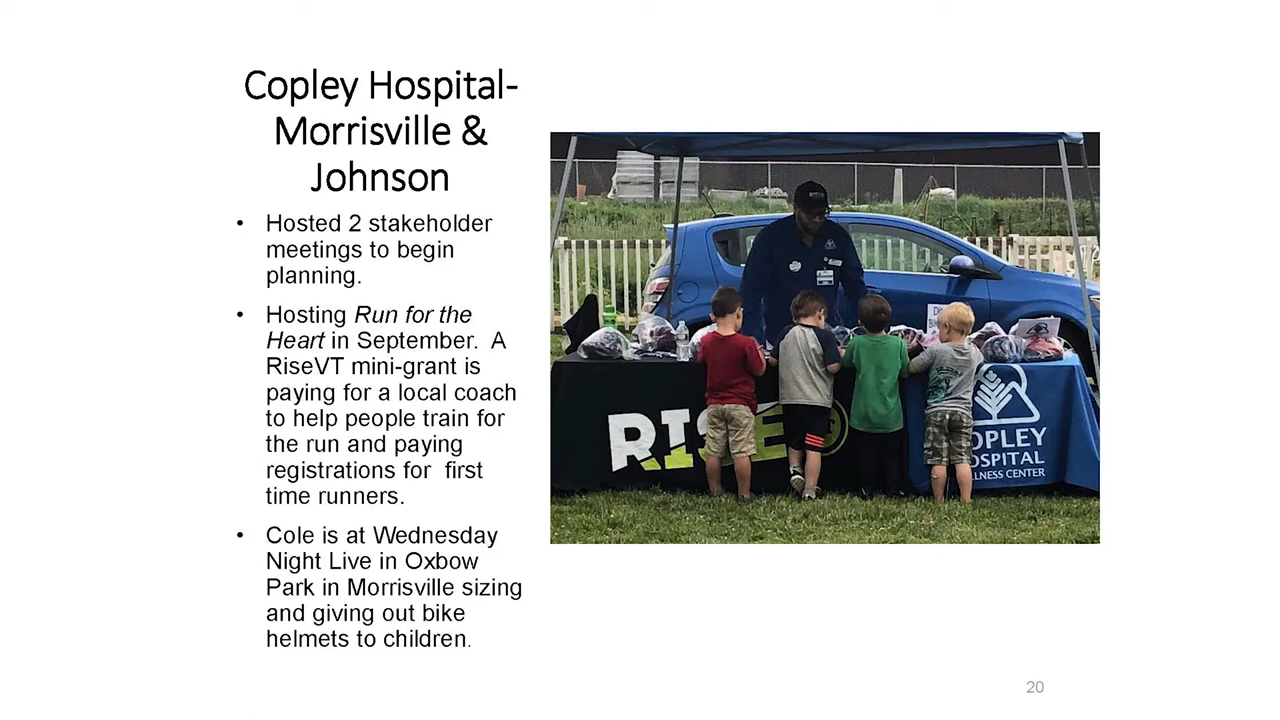 Copley Hospital-
Morrisville &
Johnson
• Hosted 2 stakeholder
meetings to begin
planning.
• Hosting Run for the
Heart in September. A
RiseVT mini-grant is
paying for a local coach
to help people train for
the run and paying
registrations for first
time runners.
• Cole is at Wednesday
Night Live in Oxbow
Park in Morrisville sizing
and giving out bike
helmets to children.
RISE
OPLEY
OSPITAL
LLNESS CENTER
20